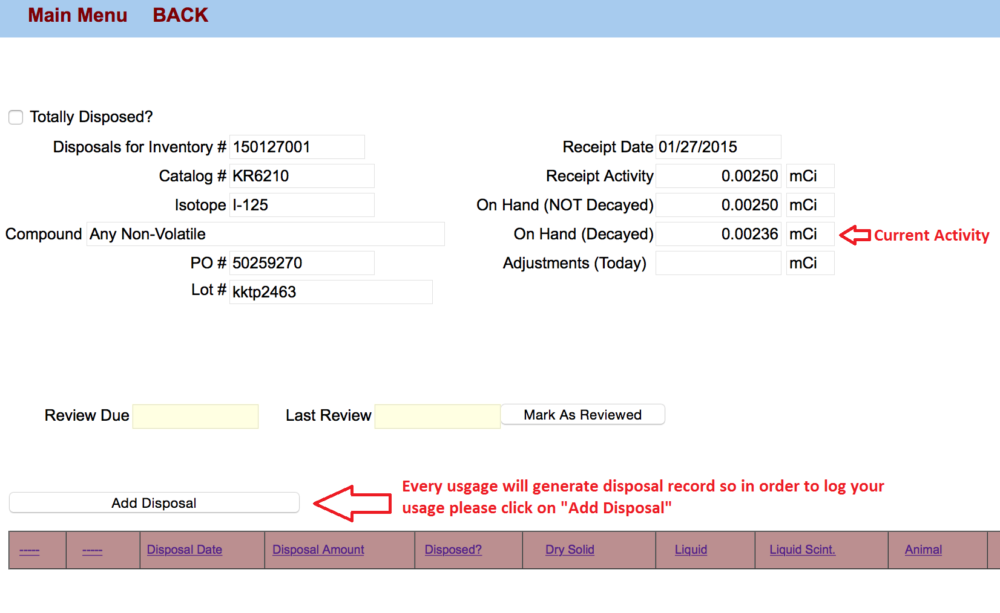 Main Menu BACK
Totally Disposed?
Disposals for Inventory # 150127001 Receipt Date 01/27/2015
Catalog # KR6210 Receipt Activity 0.00250 mCi
Isotope I-125 On Hand (NOT Decayed) 0.00250 mCi
Compound Any Non-Volatile On Hand (Decayed) 0.00236 mCi Current Activity
PO # 50259270 Adjustments (Today) mCi
Lot # kktp2463
Review Due Last Review Mark As Reviewed
Every usgage will generate disposal record so in order to log your
Add Disposal usage please click on "Add Disposal"
----- ----- Disposal Date Disposal Amount Disposed? Dry Solid Liquid Liquid Scint. Animal